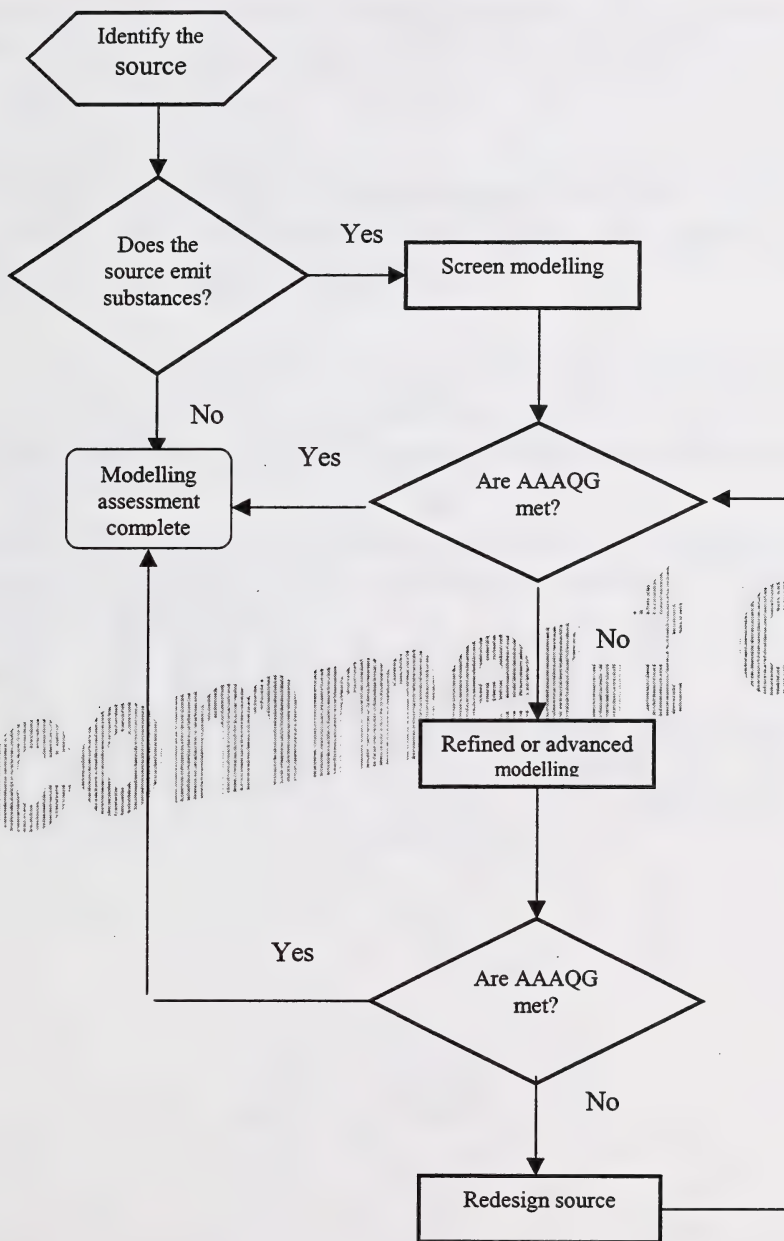 Identify the
source
Does the
source emit
substances?
Yes
Screen modelling
No
Modelling
assessment
complete
Yes
Are AAAQG
met?
No
Refined or advanced
modelling
Yes
Are AAAQG
met?
No
Redesign source